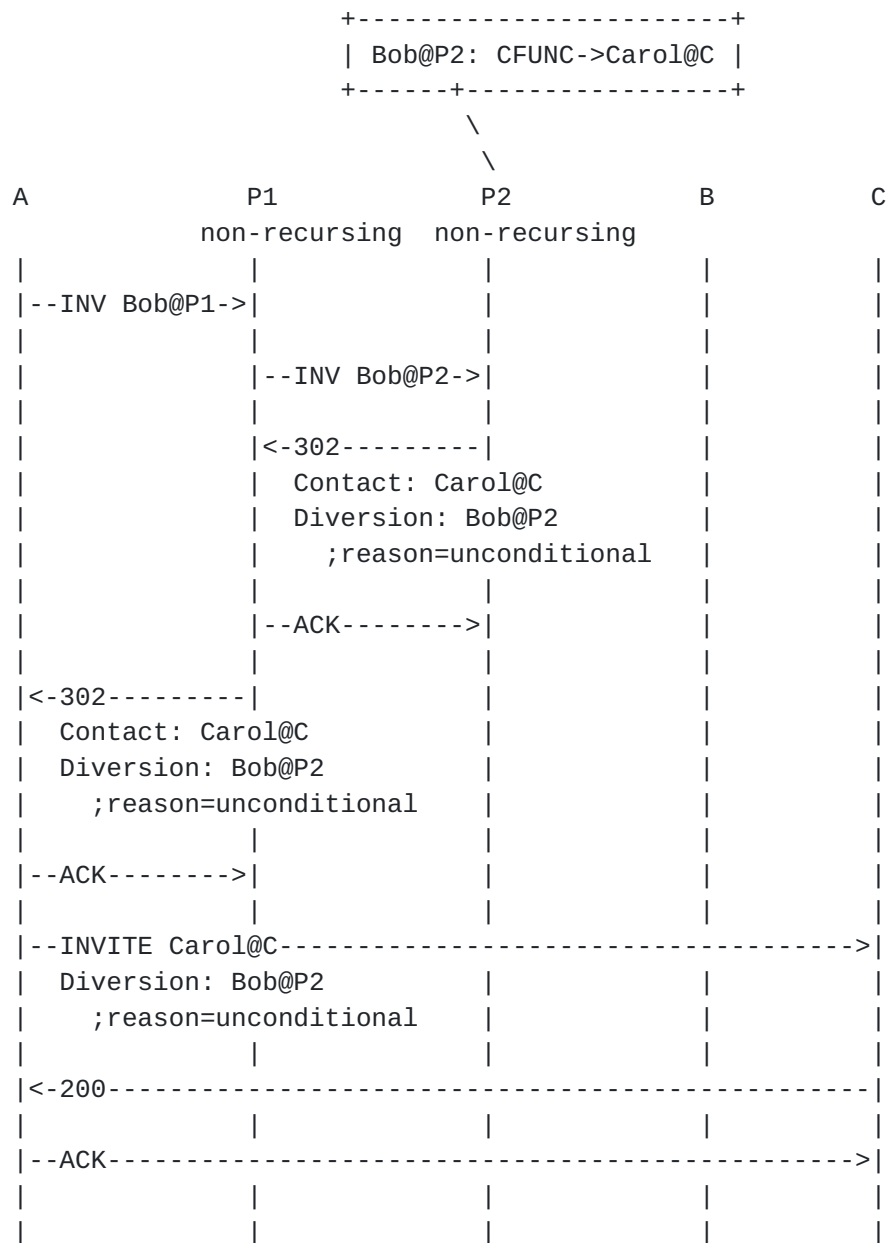 +------------------------+
| Bob@P2: CFUNC->Carol@C |
+------+-----------------+
\
\
A P1 P2 B C
non-recursing non-recursing
| | | | |
|--INV Bob@P1->| | | |
| | | | |
| |--INV Bob@P2->| | |
| | | | |
| |<-302---------| | |
| | Contact: Carol@C | |
| | Diversion: Bob@P2 | |
| | ;reason=unconditional | |
| | | | |
| |--ACK-------->| | |
| | | | |
|<-302---------| | | |
| Contact: Carol@C | | |
| Diversion: Bob@P2 | | |
| ;reason=unconditional | | |
| | | | |
|--ACK-------->| | | |
| | | | |
|--INVITE Carol@C------------------------------------->|
| Diversion: Bob@P2 | | |
| ;reason=unconditional | | |
| | | | |
|<-200-------------------------------------------------|
| | | | |
|--ACK------------------------------------------------>|
| | | | |
| | | | |